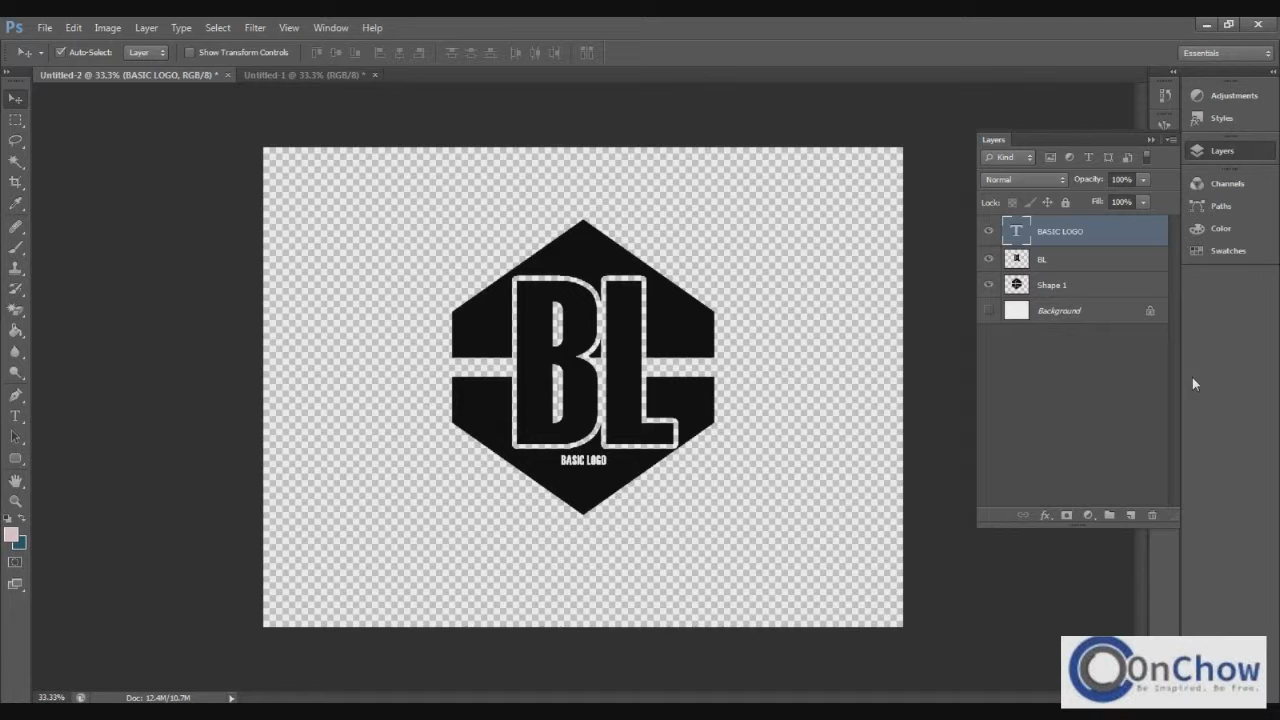 Ps File Edit Image Layer Type Select Filter View Window Help
Auto-Select: Layer Show Transform Controls Essentials
Untitled-2 @ 33.3% (BASIC LOGO, RGB/8) * × Untitled-1 @ 33.3% (RGB/8) * ×
Adjustments
Styles
Layers
Channels
Paths
Color
Swatches
Layers
Kind
Normal Opacity: 100%
Lock: Fill: 100%
T BASIC LOGO
BL
Shape 1
Background
BL
BASIC LOGO
33.33% Doc: 12.4M/10.7M
OnChow
Be Inspired. Be free.